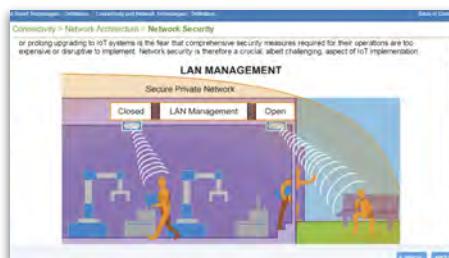 Connectivity > Network Architecture > Network Security
or prolong upgrading to IoT systems is the fear that comprehensive security measures required for their operations are too
expensive or disruptive to implement. Network security is therefore a crucial, albeit challenging, aspect of IoT implementation.
LAN MANAGEMENT
Secure Private Network
Closed LAN Management Open